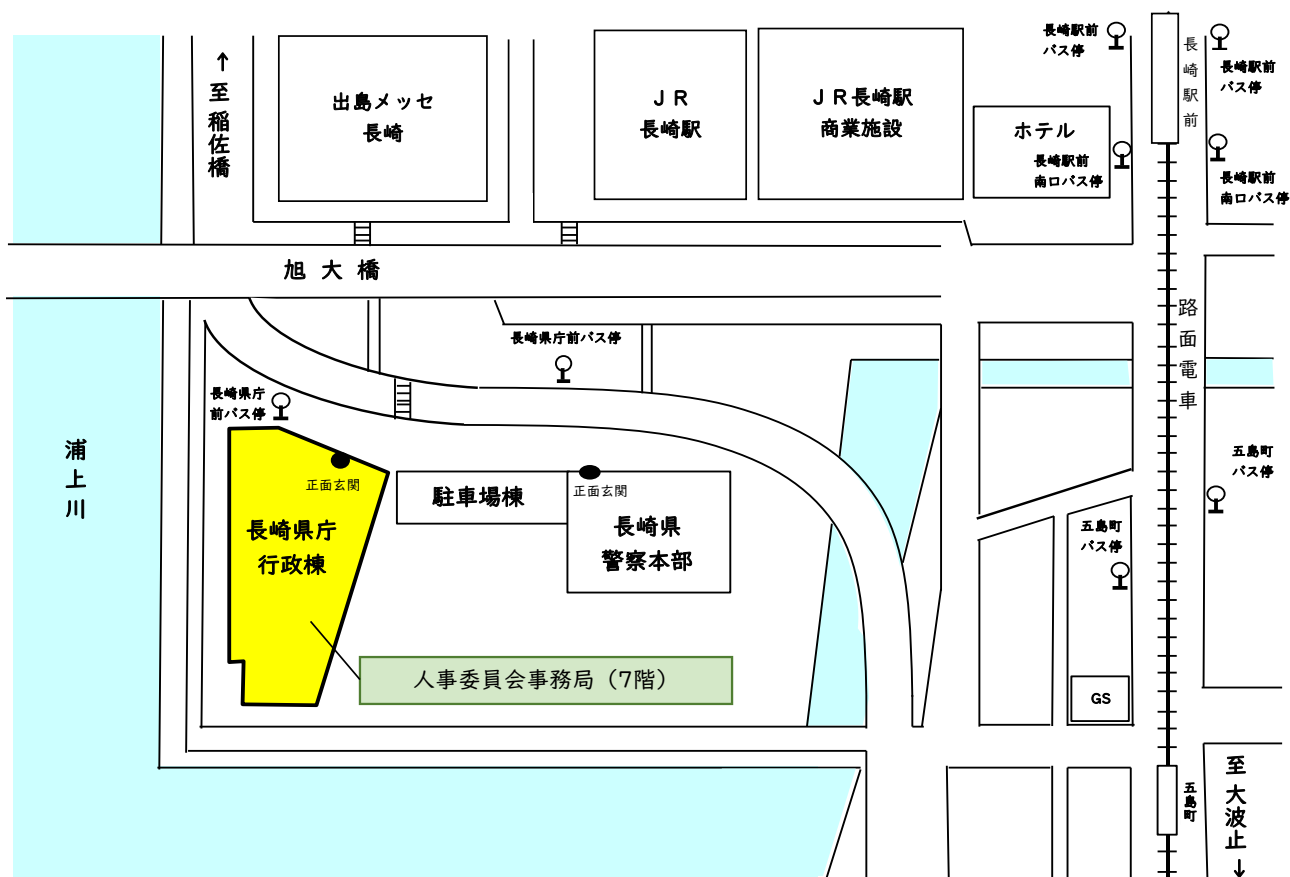 長崎駅前
バス停
長崎駅前
長崎駅前
バス停
↑至稲佐橋
出島メッセ
長崎
ＪＲ
長崎駅
ＪＲ長崎駅
商業施設
ホテル
長崎駅前
南口バス停
長崎駅前
南口バス停
旭大橋
路面電車
長崎県庁前バス停
長崎県庁
前バス停
浦上川
正面玄関
長崎県庁
行政棟
駐車場棟
正面玄関
長崎県
警察本部
五島町
バス停
五島町
バス停
人事委員会事務局（7階）
GS
五島町
至大波止↓